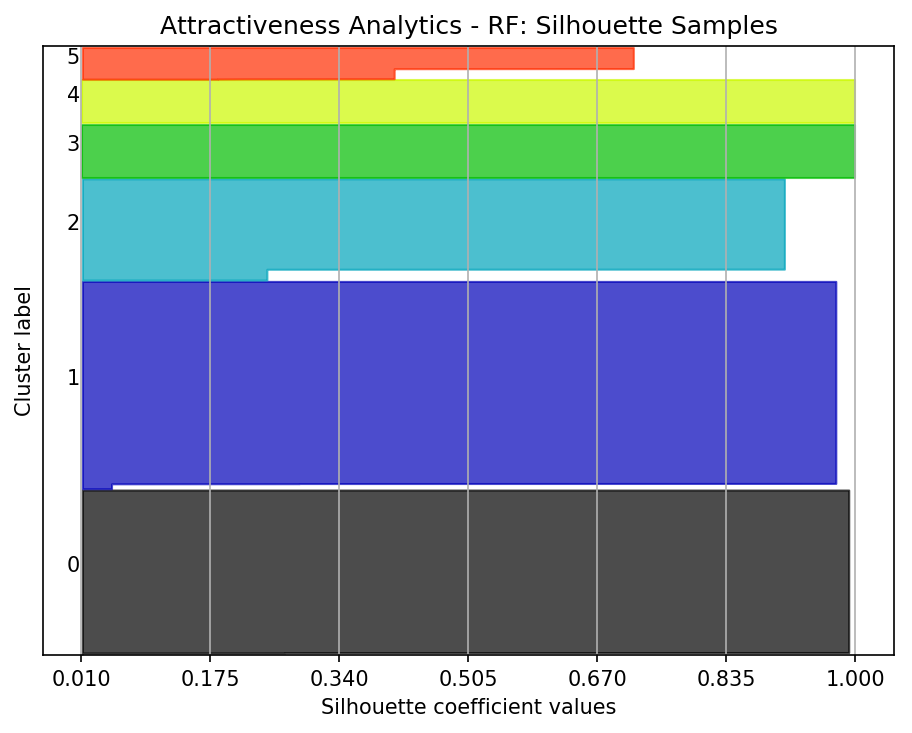 Attractiveness Analytics - RF: Silhouette Samples
5
4
3
2
1
0
Cluster label
0.010 0.175 0.340 0.505 0.670 0.835 1.000
Silhouette coefficient values